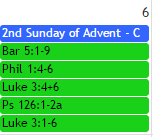 6
2nd Sunday of Advent - C
Bar 5:1-9
Phil 1:4-6
Luke 3:4+6
Ps 126:1-2a
Luke 3:1-6